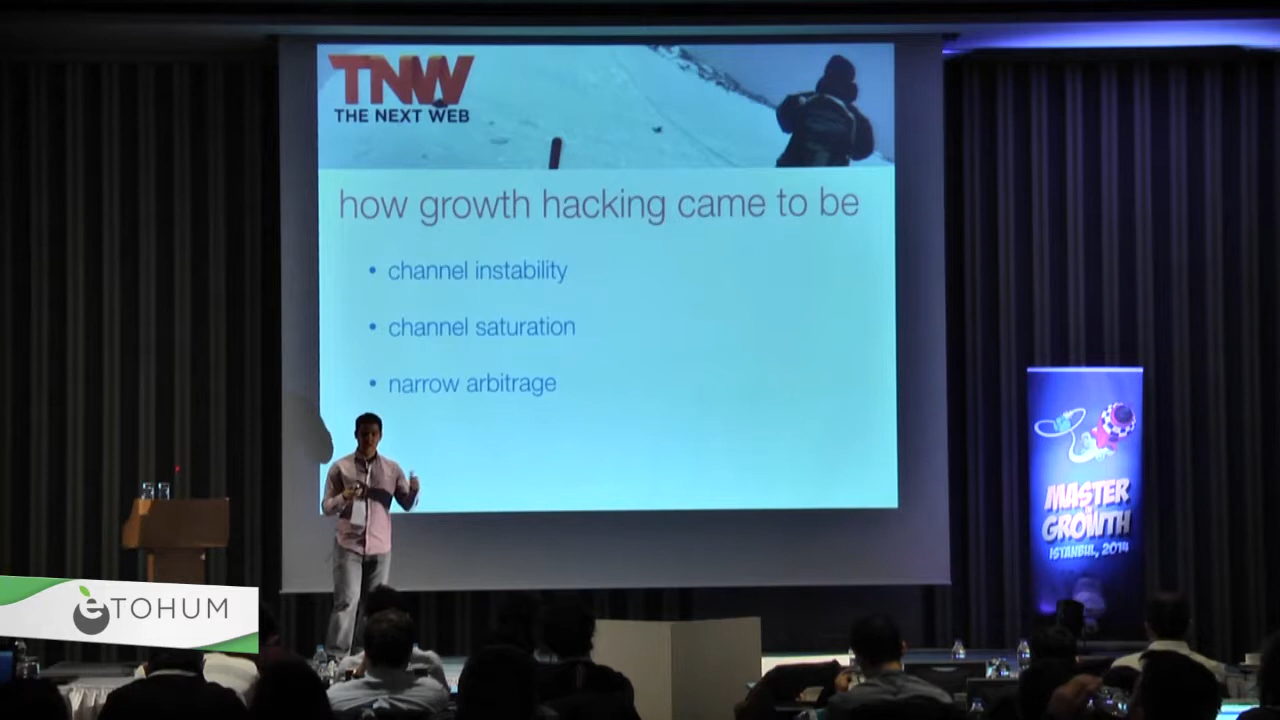 TNW
THE NEXT WEB
how growth hacking came to be
• channel instability
• channel saturation
• narrow arbitrage
MASTER
GROWTH
ISTANBUL, 2014
eTOHUM